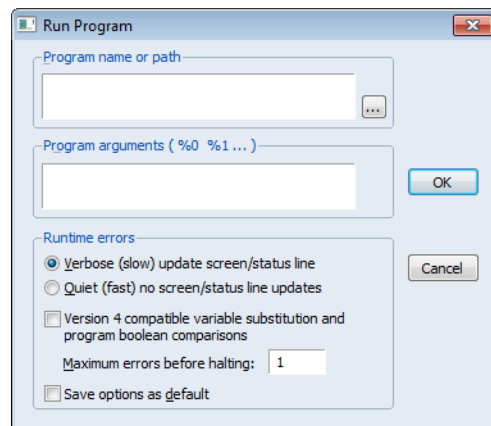 Run Program
Program name or path
...
Program arguments ( %0 %1 ... )
OK
Runtime errors
Verbose (slow) update screen/status line
Cancel
Quiet (fast) no screen/status line updates
Version 4 compatible variable substitution and
program boolean comparisons
Maximum errors before halting: 1
Save options as default